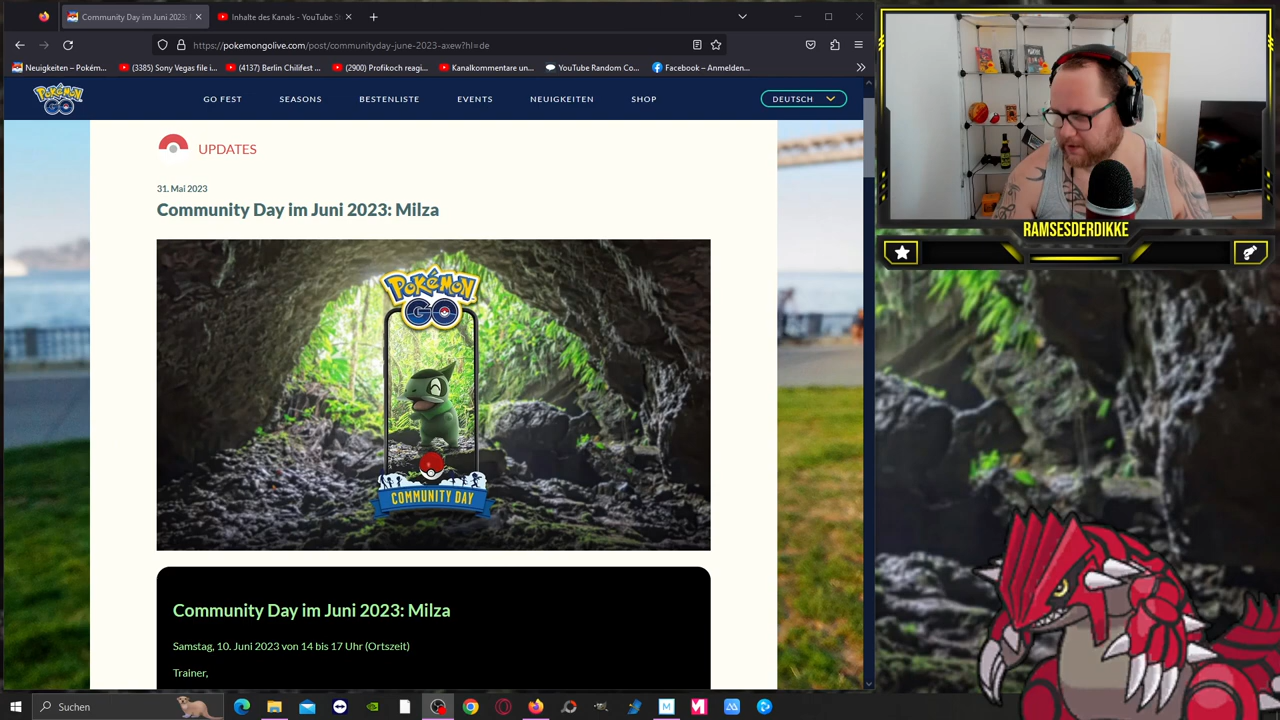 Community Day im Juni 2023:
Inhalte des Kanals - YouTube St
https://pokemongolive.com/post/communityday-june-2023-axew?hl=de
Neuigkeiten – Pokém...
(3385) Sony Vegas file i...
(4137) Berlin Chilifest ...
(2900) Profikoch reagi...
Kanalkommentare un...
YouTube Random Co...
Facebook – Anmelden...
POKÉMON GO
GO FEST
SEASONS
BESTENLISTE
EVENTS
NEUIGKEITEN
SHOP
DEUTSCH
UPDATES
31. Mai 2023
Community Day im Juni 2023: Milza
POKÉMON
GO
COMMUNITY DAY
RAMSESDERDIKKE
Community Day im Juni 2023: Milza
Samstag, 10. Juni 2023 von 14 bis 17 Uhr (Ortszeit)
Trainer,
Suchen